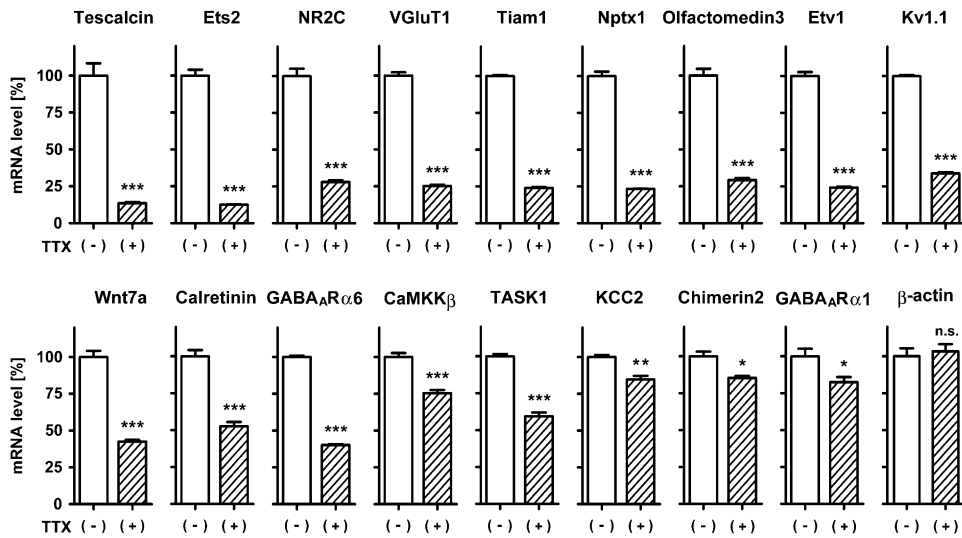 Tescalcin Ets2 NR2C VGluT1 Tiam1 Nptx1 Olfactomedin3 Etv1 Kv1.1
mRNA level [%]
100
75
50
25
0
*** *** *** *** *** *** *** *** ***
TTX (-) (+) (-) (+) (-) (+) (-) (+) (-) (+) (-) (+) (-) (+) (-) (+) (-) (+)
Wnt7a Calretinin GABAARα6 CaMKKβ TASK1 KCC2 Chimerin2 GABAARα1 β-actin
mRNA level [%]
100
75
50
25
0
*** *** *** *** *** ** * * n.s.
TTX (-) (+) (-) (+) (-) (+) (-) (+) (-) (+) (-) (+) (-) (+) (-) (+) (-) (+)